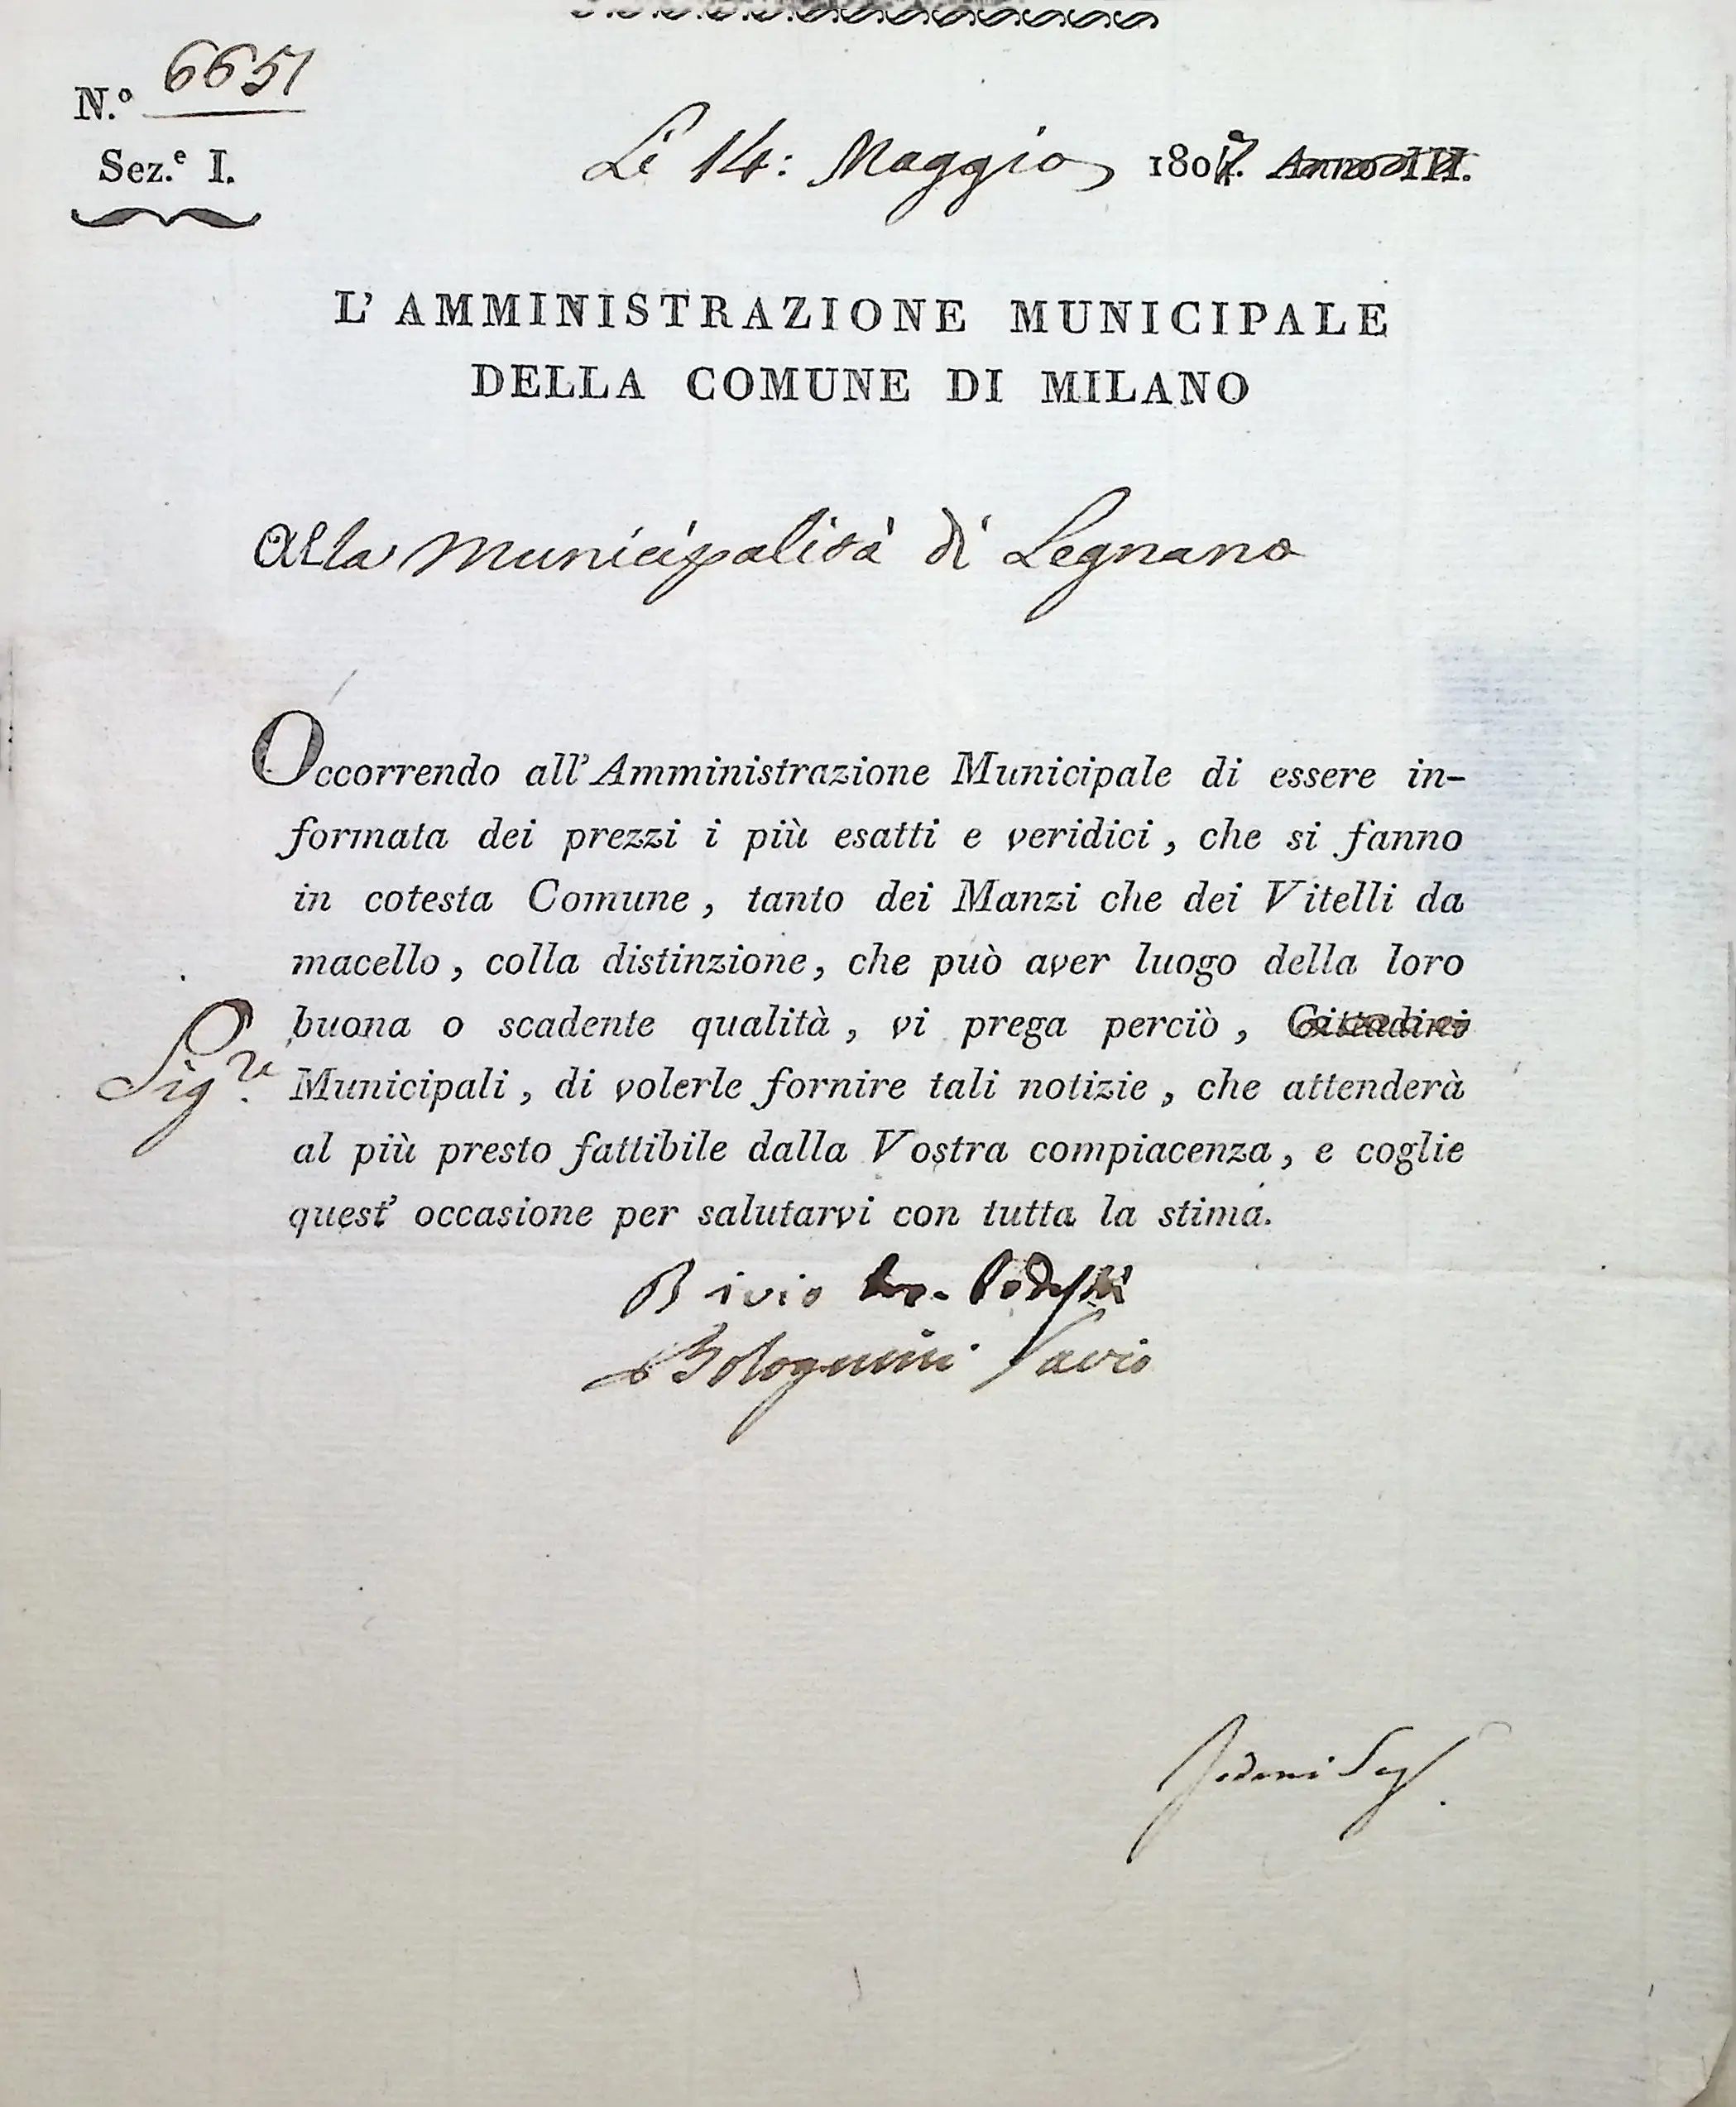 N.º 6651
Sez.e I.
Li 14: Maggio 1807. Anno III.
L' AMMINISTRAZIONE MUNICIPALE
DELLA COMUNE DI MILANO
Alla Municipalità di Legnano
Occorrendo all' Amministrazione Municipale di essere in-
formata dei prezzi i più esatti e veridici, che si fanno
in cotesta Comune, tanto dei Manzi che dei Vitelli da
macello, colla distinzione, che può aver luogo della loro
buona o scadente qualità, vi prega perciò, Cittadini
Sig.ri Municipali, di volerle fornire tali notizie, che attenderà
al più presto fattibile dalla Vostra compiacenza, e coglie
quest' occasione per salutarvi con tutta la stima.
Podestà
Bolognini Savio
Seg.